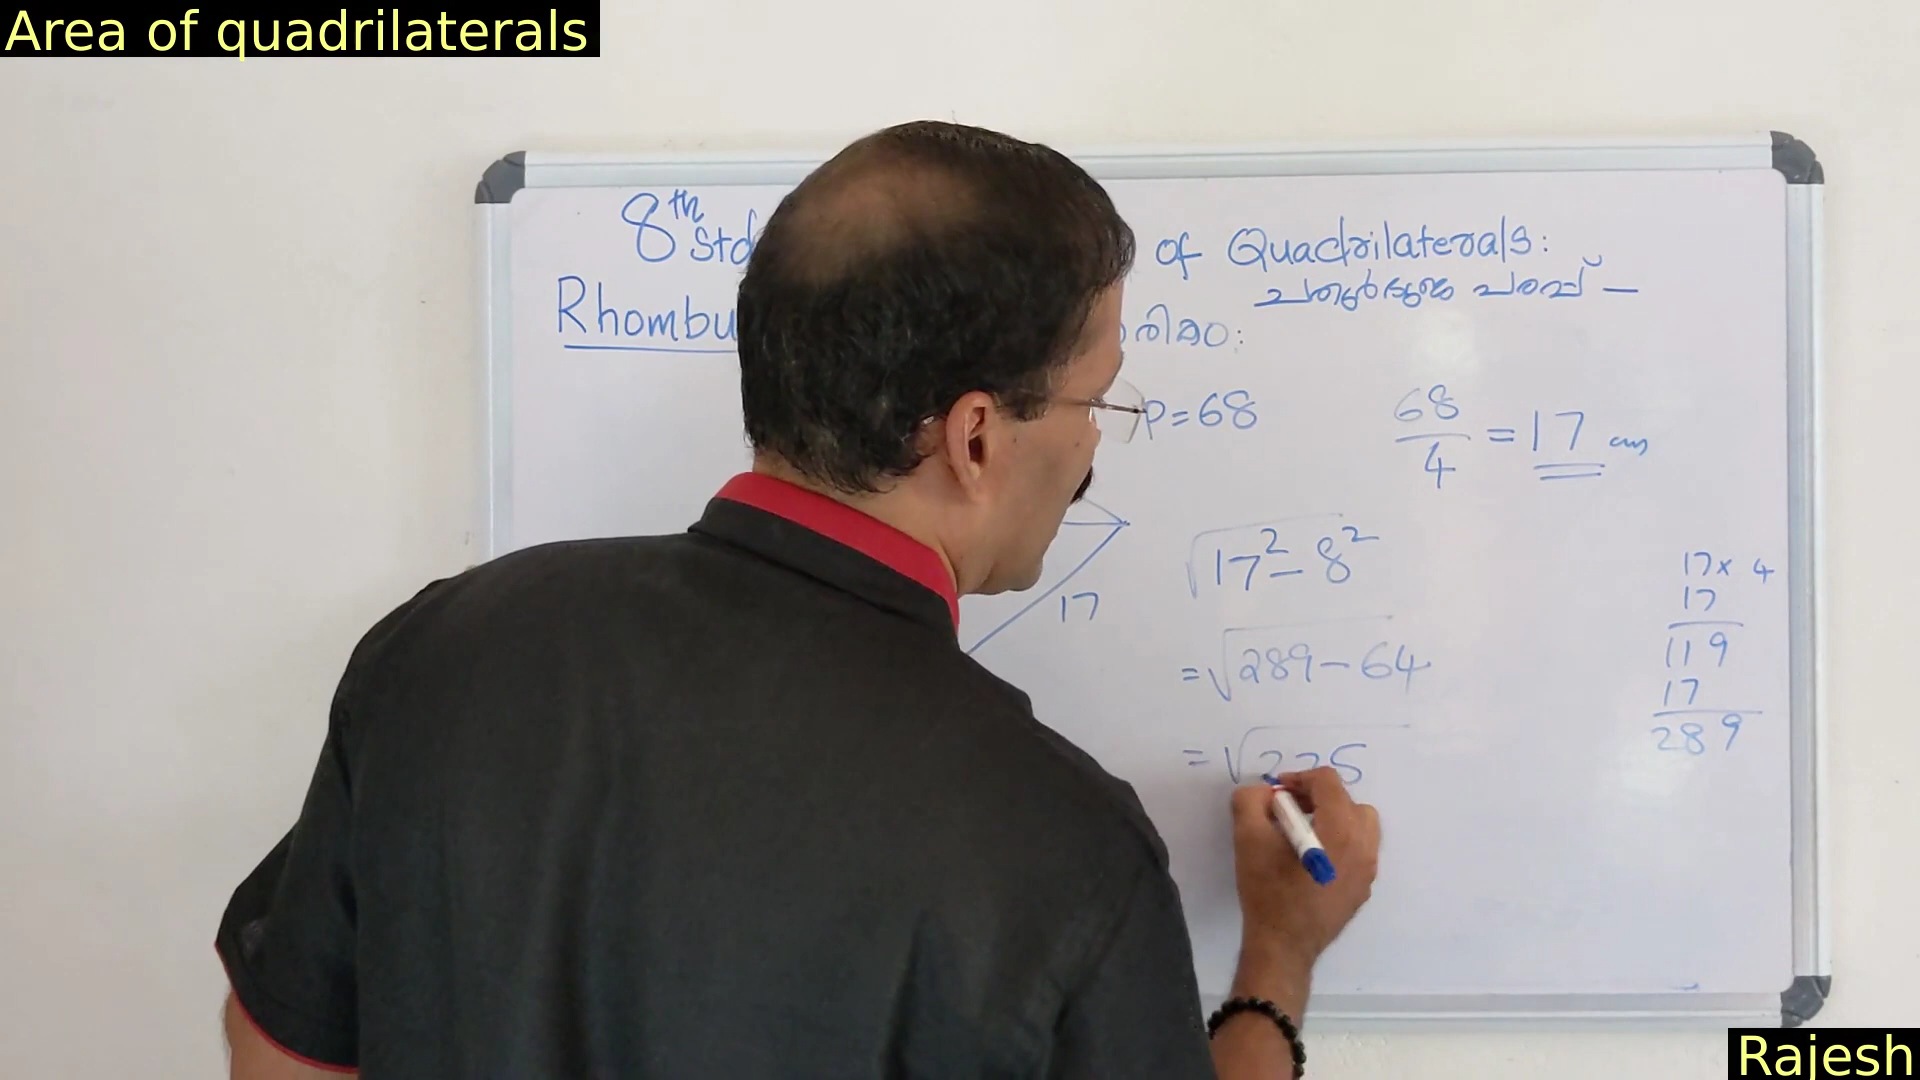 Area of quadrilaterals
8th Std of Quadrilaterals:
ചതുർഭുജ പരപ്പ് –
Rhombu രികം:
P=68
68/4 = 17 cm
17
√17² – 8²
= √289 – 64
= √225
17 × 4
17
119
17
289
Rajesh